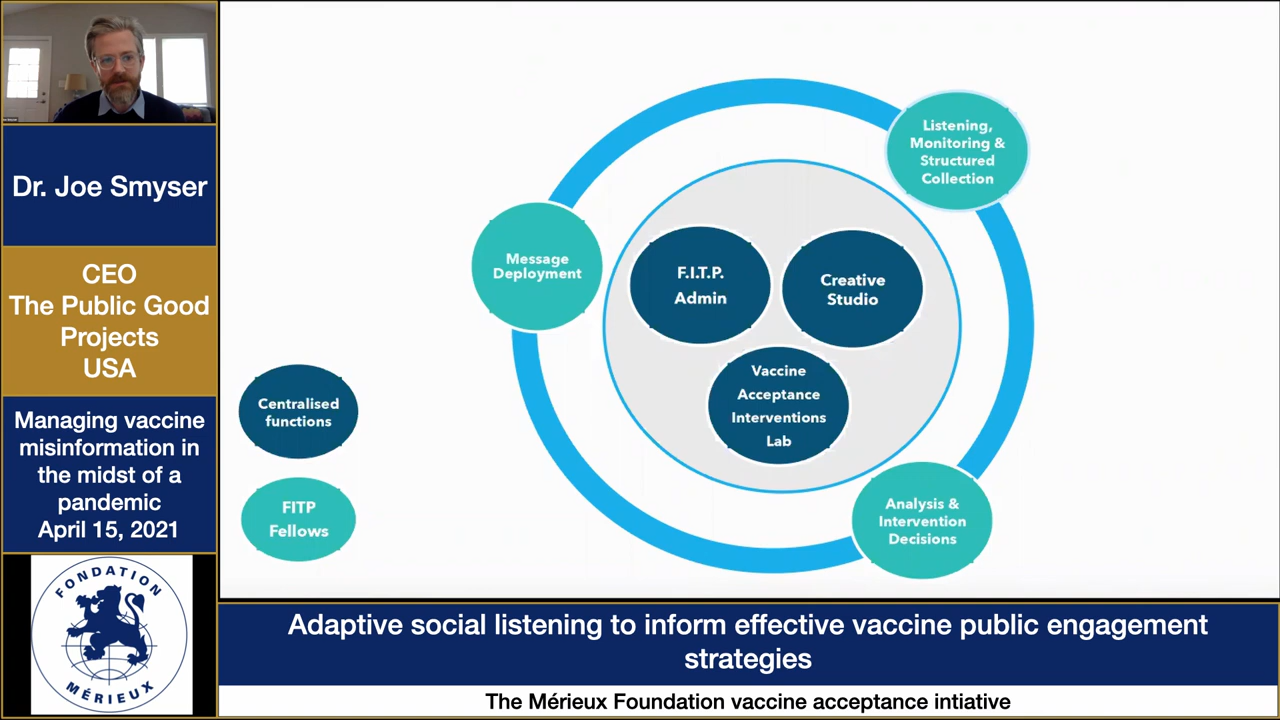 Dr. Joe Smyser
CEO
The Public Good
Projects
USA
Managing vaccine
misinformation in
the midst of a
pandemic
April 15, 2021
FONDATION
MÉRIEUX
Listening,
Monitoring &
Structured
Collection
Message
Deployment
F.I.T.P.
Admin
Creative
Studio
Vaccine
Acceptance
Interventions
Lab
Centralised
functions
FITP
Fellows
Analysis &
Intervention
Decisions
Adaptive social listening to inform effective vaccine public engagement
strategies
The Mérieux Foundation vaccine acceptance intiative